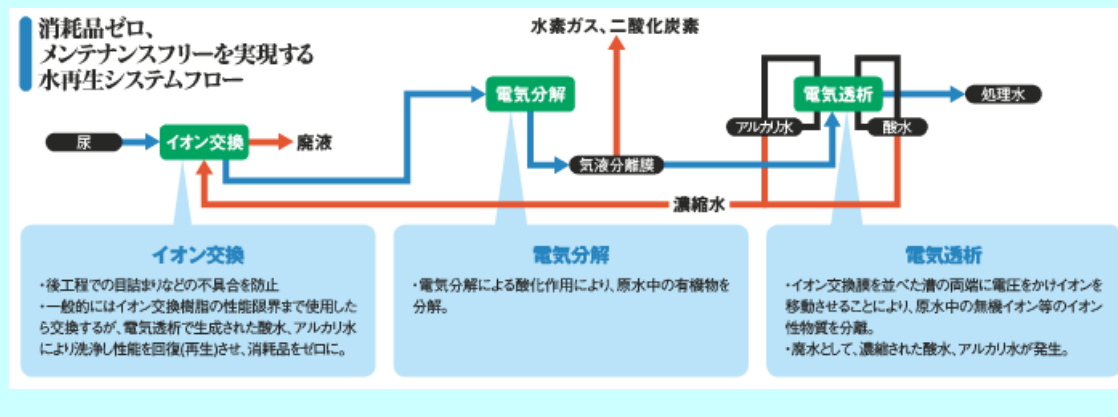 消耗品ゼロ、
メンテナンスフリーを実現する
水再生システムフロー
水素ガス、二酸化炭素
尿
イオン交換
廃液
電気分解
気液分離膜
電気透析
アルカリ水
酸水
処理水
濃縮水
イオン交換
・後工程での目詰まりなどの不具合を防止
・一般的にはイオン交換樹脂の性能限界まで使用した
ら交換するが、電気透析で生成された酸水、アルカリ水
により洗浄し性能を回復(再生)させ、消耗品をゼロに。
電気分解
・電気分解による酸化作用により、原水中の有機物を
分解。
電気透析
・イオン交換膜を並べた漕の両端に電圧をかけイオンを
移動させることにより、原水中の無機イオン等のイオン
性物質を分離。
・廃水として、濃縮された酸水、アルカリ水が発生。